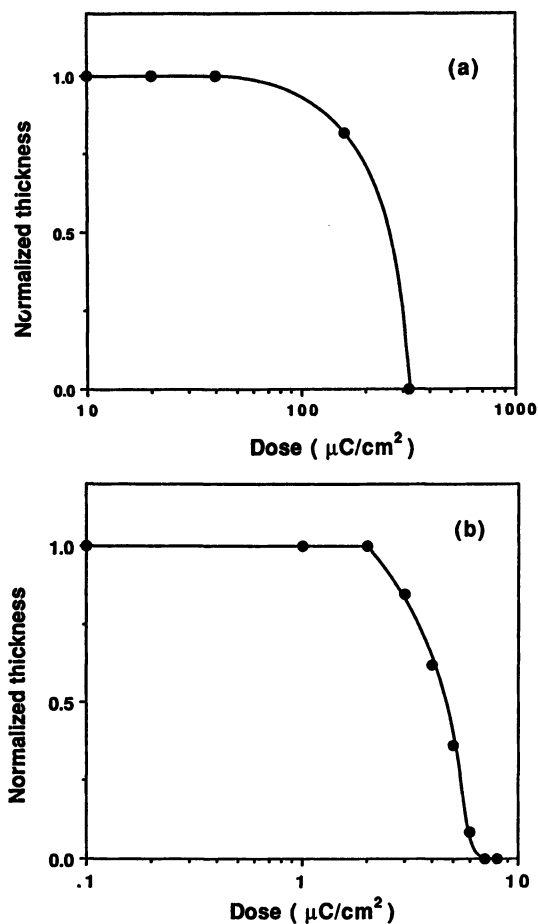 (a)
1.0
0.5
0.0
Normalized thickness
10 100 1000
Dose ( μC/cm²)
(b)
1.0
0.5
0.0
Normalized thickness
.1 1 10
Dose ( μC/cm²)